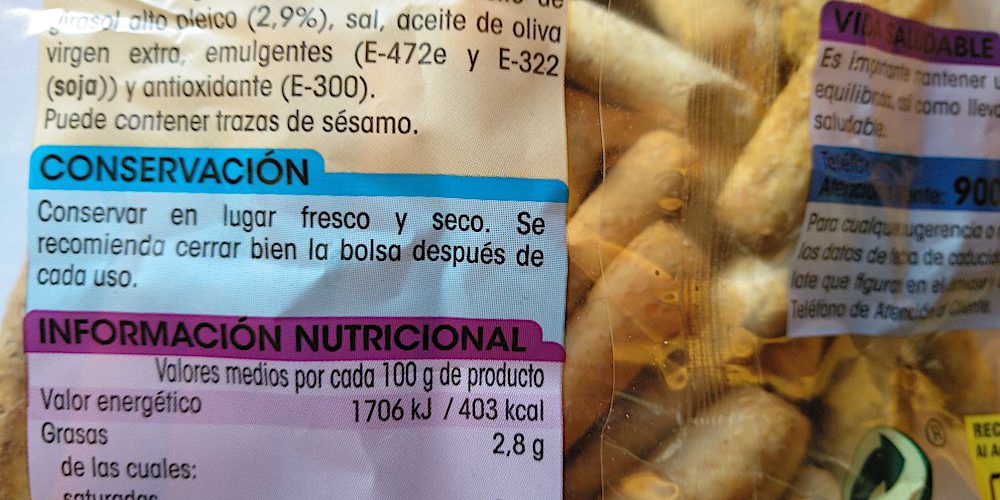 girasol alto oleico (2,9%), sal, aceite de oliva
virgen extra, emulgentes (E-472e y E-322
(soja)) y antioxidante (E-300).
Puede contener trazas de sésamo.
CONSERVACIÓN
Conservar en lugar fresco y seco. Se
recomienda cerrar bien la bolsa después de
cada uso.
INFORMACIÓN NUTRICIONAL
Valores medios por cada 100 g de producto
Valor energético 1706 kJ / 403 kcal
Grasas 2,8 g
de las cuales:
saturadas
VIDA SALUDABLE
Es importante mantener
equilibrada, así como
saludable.
900
Para cualquier sugerencia o
los datos de fecha de
lote que figuran en el envase
Teléfono de Atención al Cliente.
®
REC